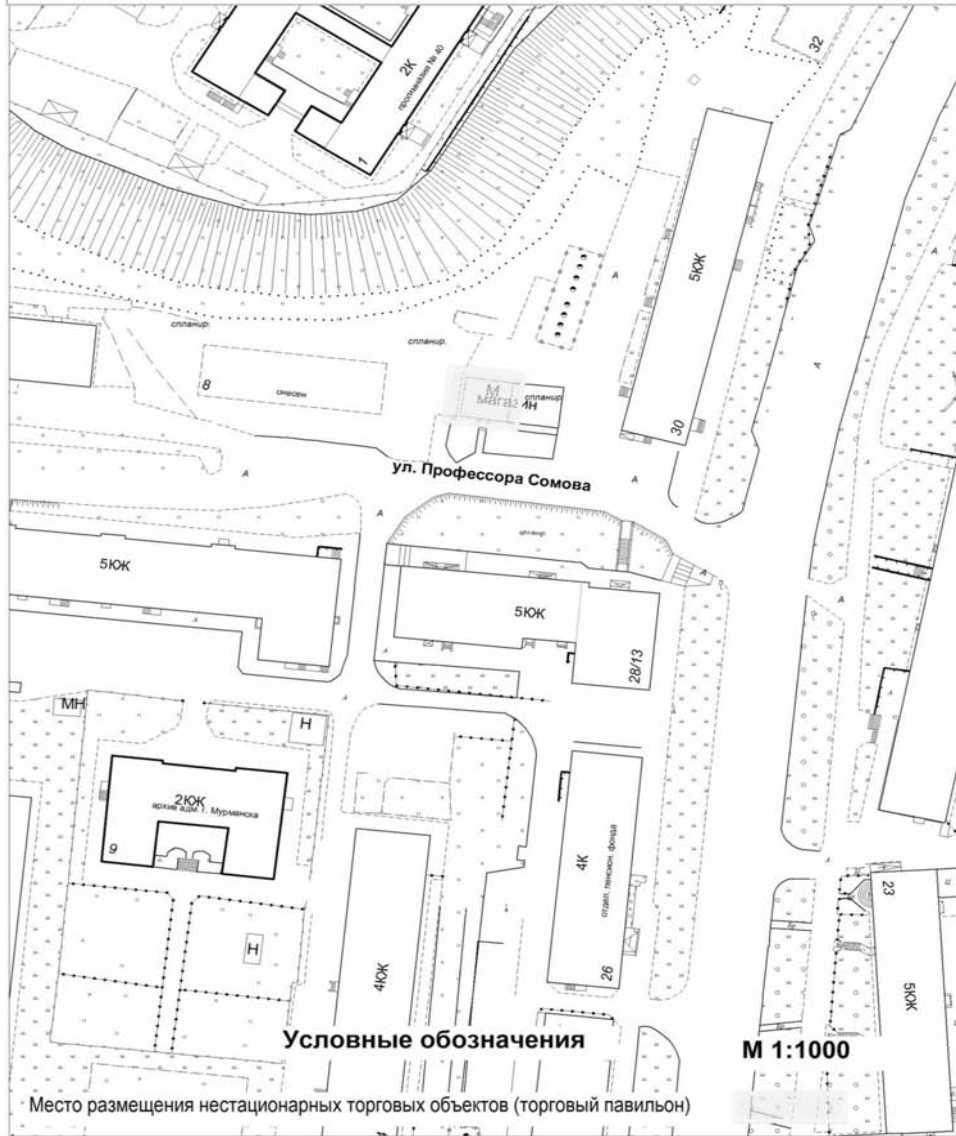 32
2К
прогимназия № 40
1
5КЖ
А
А
А
спланир.
спланир.
8
снесен
М
магазин
спланир.
30
ул. Профессора Сомова
А
А
А
5КЖ
5КЖ
28/13
А
А
МН
Н
2КЖ
архив адм. г. Мурманска
9
4К
отдел. пенсион. фонда
26
Н
4КЖ
23
5КЖ
Условные обозначения
М 1:1000
Место размещения нестационарных торговых объектов (торговый павильон)